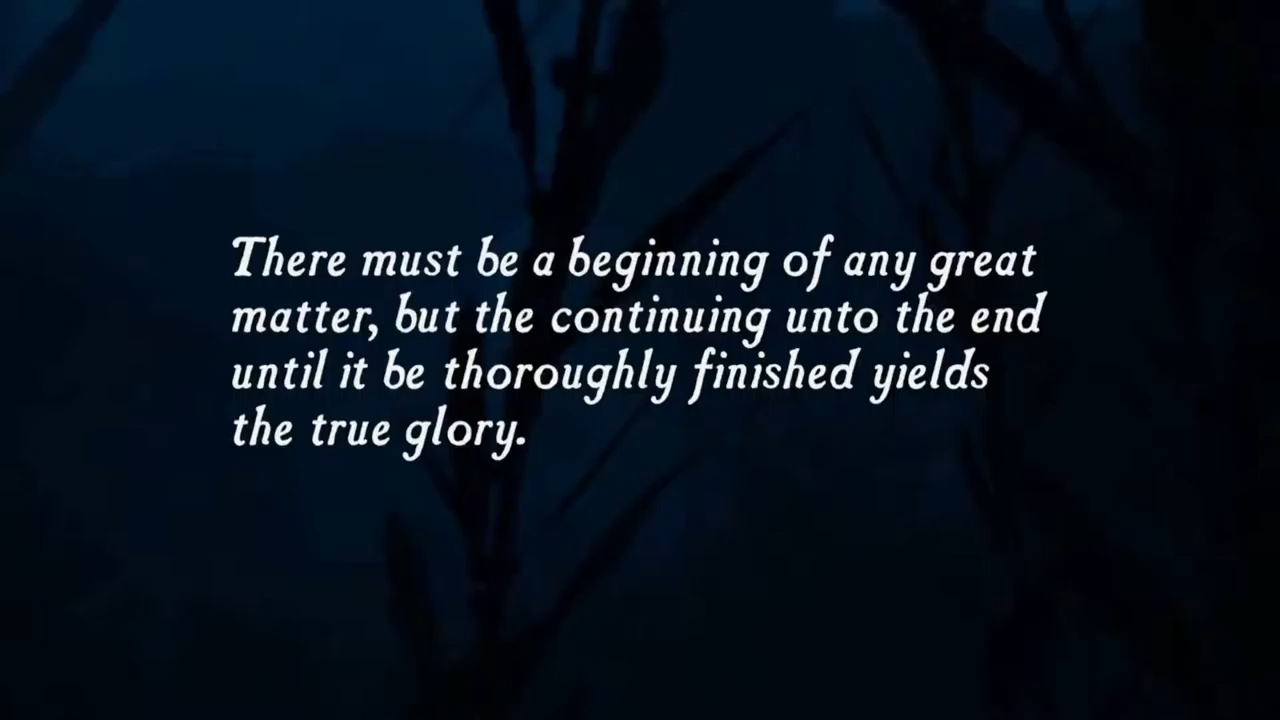 There must be a beginning of any great
matter, but the continuing unto the end
until it be thoroughly finished yields
the true glory.